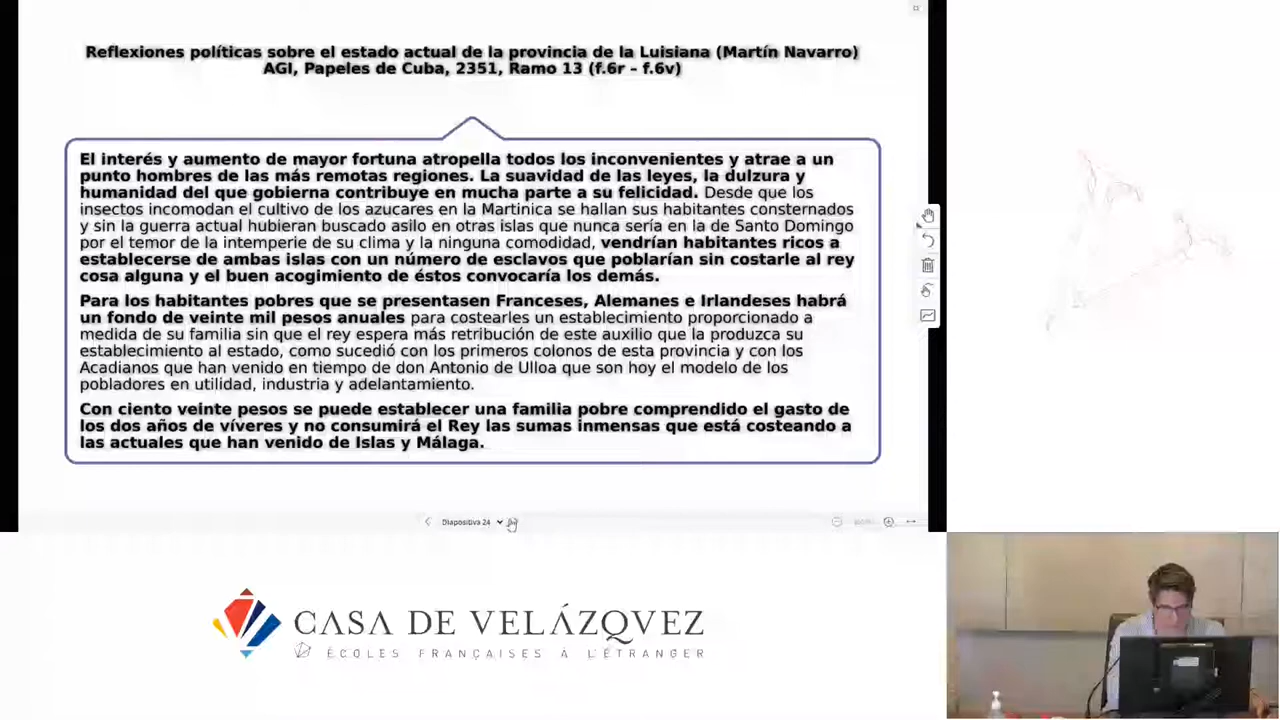 Reflexiones políticas sobre el estado actual de la provincia de la Luisiana (Martín Navarro)
AGI, Papeles de Cuba, 2351, Ramo 13 (f.6r – f.6v)
El interés y aumento de mayor fortuna atropella todos los inconvenientes y atrae a un
punto hombres de las más remotas regiones. La suavidad de las leyes, la dulzura y
humanidad del que gobierna contribuye en mucha parte a su felicidad. Desde que los
insectos incomodan el cultivo de los azucares en la Martinica se hallan sus habitantes consternados
y sin la guerra actual hubieran buscado asilo en otras islas que nunca sería en la de Santo Domingo
por el temor de la intemperie de su clima y la ninguna comodidad, vendrían habitantes ricos a
establecerse de ambas islas con un número de esclavos que poblarían sin costarle al rey
cosa alguna y el buen acogimiento de éstos convocaría los demás.
Para los habitantes pobres que se presentasen Franceses, Alemanes e Irlandeses habrá
un fondo de veinte mil pesos anuales para costearles un establecimiento proporcionado a
medida de su familia sin que el rey espera más retribución de este auxilio que la produzca su
establecimiento al estado, como sucedió con los primeros colonos de esta provincia y con los
Acadianos que han venido en tiempo de don Antonio de Ulloa que son hoy el modelo de los
pobladores en utilidad, industria y adelantamiento.
Con ciento veinte pesos se puede establecer una familia pobre comprendido el gasto de
los dos años de víveres y no consumirá el Rey las sumas inmensas que está costeando a
las actuales que han venido de Islas y Málaga.
Diapositiva 24
CASA DE VELÁZQVEZ
ÉCOLES FRANÇAISES À L'ÉTRANGER